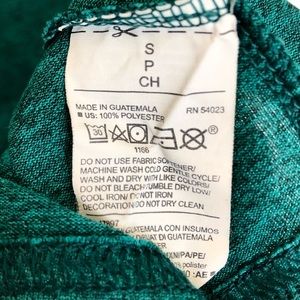 S
P
CH
MADE IN GUATEMALA RN 54023
US: 100% POLYESTER
30
1166
DO NOT USE FABRIC SOFTENER/
MACHINE WASH COLD GENTLE CYCLE/
WASH AND DRY WITH LIKE COLORS/
DO NOT BLEACH/TUMBLE DRY LOW/
COOL IRON/ DO NOT IRON
DECORATION/DO NOT DRY CLEAN
EN GUATEMALA CON INSUMOS
DE GUATEMALA